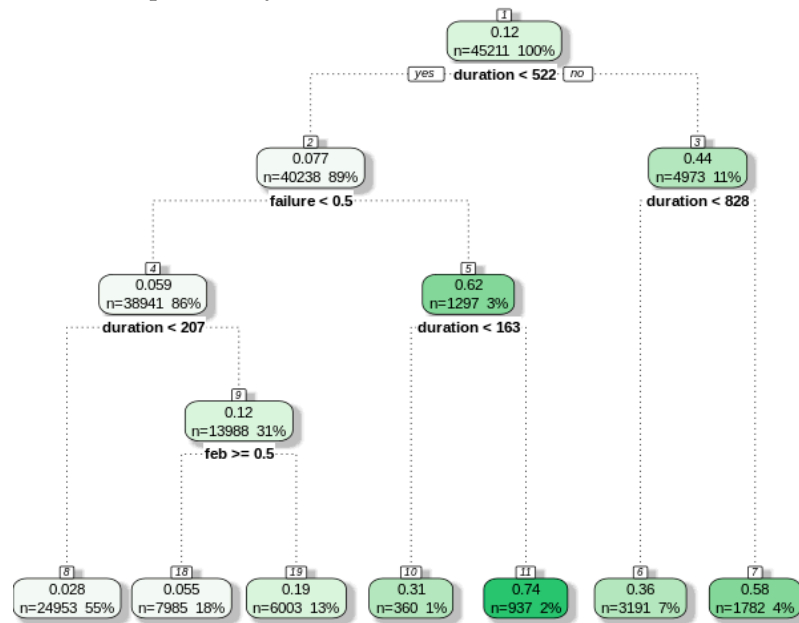 1
0.12
n=45211 100%
yes duration < 522 no
2
0.077
n=40238 89%
failure < 0.5
3
0.44
n=4973 11%
duration < 828
4
0.059
n=38941 86%
duration < 207
5
0.62
n=1297 3%
duration < 163
9
0.12
n=13988 31%
feb >= 0.5
8
0.028
n=24953 55%
18
0.055
n=7985 18%
19
0.19
n=6003 13%
10
0.31
n=360 1%
11
0.74
n=937 2%
6
0.36
n=3191 7%
7
0.58
n=1782 4%